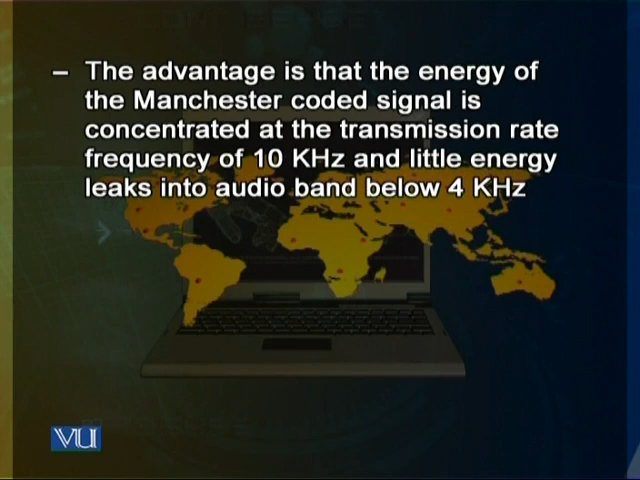 – The advantage is that the energy of
the Manchester coded signal is
concentrated at the transmission rate
frequency of 10 KHz and little energy
leaks into audio band below 4 KHz
VU